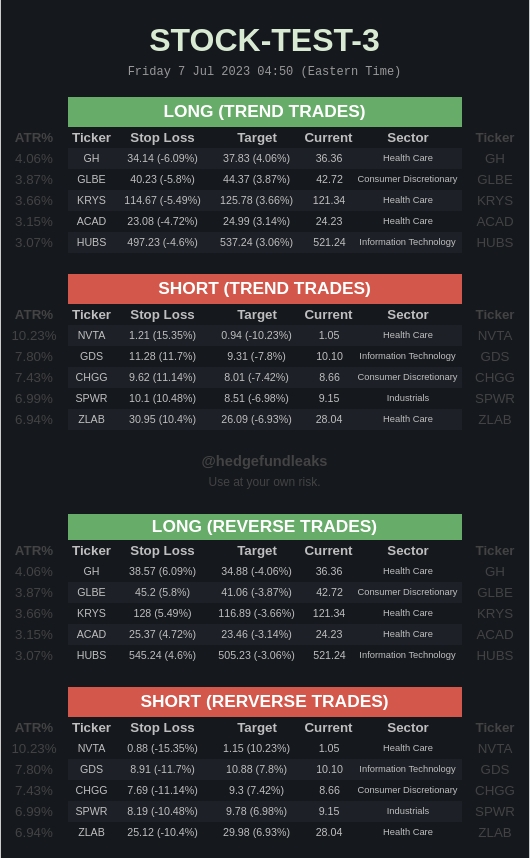 STOCK-TEST-3
Friday 7 Jul 2023 04:50 (Eastern Time)
LONG (TREND TRADES)
ATR% Ticker Stop Loss Target Current Sector Ticker
4.06% GH 34.14 (-6.09%) 37.83 (4.06%) 36.36 Health Care GH
3.87% GLBE 40.23 (-5.8%) 44.37 (3.87%) 42.72 Consumer Discretionary GLBE
3.66% KRYS 114.67 (-5.49%) 125.78 (3.66%) 121.34 Health Care KRYS
3.15% ACAD 23.08 (-4.72%) 24.99 (3.14%) 24.23 Health Care ACAD
3.07% HUBS 497.23 (-4.6%) 537.24 (3.06%) 521.24 Information Technology HUBS
SHORT (TREND TRADES)
ATR% Ticker Stop Loss Target Current Sector Ticker
10.23% NVTA 1.21 (15.35%) 0.94 (-10.23%) 1.05 Health Care NVTA
7.80% GDS 11.28 (11.7%) 9.31 (-7.8%) 10.10 Information Technology GDS
7.43% CHGG 9.62 (11.14%) 8.01 (-7.42%) 8.66 Consumer Discretionary CHGG
6.99% SPWR 10.1 (10.48%) 8.51 (-6.98%) 9.15 Industrials SPWR
6.94% ZLAB 30.95 (10.4%) 26.09 (-6.93%) 28.04 Health Care ZLAB
@hedgefundleaks
Use at your own risk.
LONG (REVERSE TRADES)
ATR% Ticker Stop Loss Target Current Sector Ticker
4.06% GH 38.57 (6.09%) 34.88 (-4.06%) 36.36 Health Care GH
3.87% GLBE 45.2 (5.8%) 41.06 (-3.87%) 42.72 Consumer Discretionary GLBE
3.66% KRYS 128 (5.49%) 116.89 (-3.66%) 121.34 Health Care KRYS
3.15% ACAD 25.37 (4.72%) 23.46 (-3.14%) 24.23 Health Care ACAD
3.07% HUBS 545.24 (4.6%) 505.23 (-3.06%) 521.24 Information Technology HUBS
SHORT (RERVERSE TRADES)
ATR% Ticker Stop Loss Target Current Sector Ticker
10.23% NVTA 0.88 (-15.35%) 1.15 (10.23%) 1.05 Health Care NVTA
7.80% GDS 8.91 (-11.7%) 10.88 (7.8%) 10.10 Information Technology GDS
7.43% CHGG 7.69 (-11.14%) 9.3 (7.42%) 8.66 Consumer Discretionary CHGG
6.99% SPWR 8.19 (-10.48%) 9.78 (6.98%) 9.15 Industrials SPWR
6.94% ZLAB 25.12 (-10.4%) 29.98 (6.93%) 28.04 Health Care ZLAB